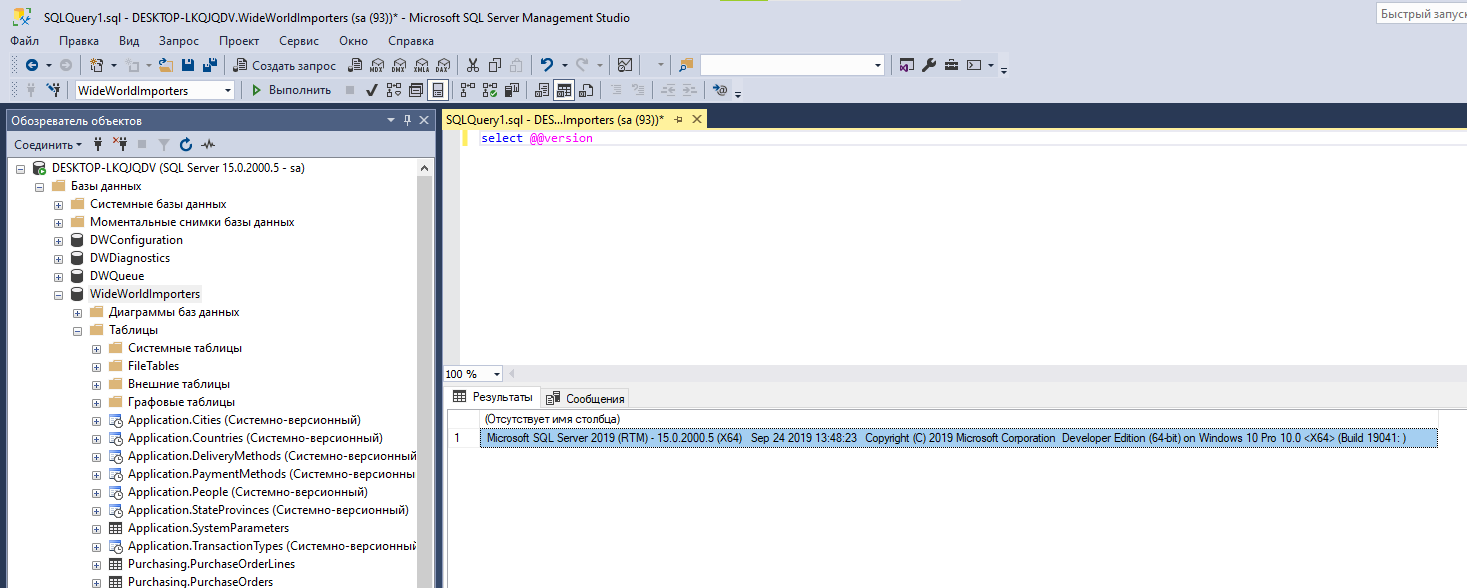 SQLQuery1.sql - DESKTOP-LKQJQDV.WideWorldImporters (sa (93))* - Microsoft SQL Server Management Studio
Быстрый запуск
Файл Правка Вид Запрос Проект Сервис Окно Справка
Создать запрос MDX DMX XMLA DAX
WideWorldImporters Выполнить
Обозреватель объектов
Соединить
DESKTOP-LKQJQDV (SQL Server 15.0.2000.5 - sa)
Базы данных
Системные базы данных
Моментальные снимки базы данных
DWConfiguration
DWDiagnostics
DWQueue
WideWorldImporters
Диаграммы баз данных
Таблицы
Системные таблицы
FileTables
Внешние таблицы
Графовые таблицы
Application.Cities (Системно-версионный)
Application.Countries (Системно-версионный)
Application.DeliveryMethods (Системно-версионный
Application.PaymentMethods (Системно-версионны
Application.People (Системно-версионный)
Application.StateProvinces (Системно-версионный)
Application.SystemParameters
Application.TransactionTypes (Системно-версионный
Purchasing.PurchaseOrderLines
Purchasing.PurchaseOrders
SQLQuery1.sql - DES...Importers (sa (93))*
select @@version
100 %
Результаты Сообщения
(Отсутствует имя столбца)
1 Microsoft SQL Server 2019 (RTM) - 15.0.2000.5 (X64) Sep 24 2019 13:48:23 Copyright (C) 2019 Microsoft Corporation Developer Edition (64-bit) on Windows 10 Pro 10.0 <X64> (Build 19041: )